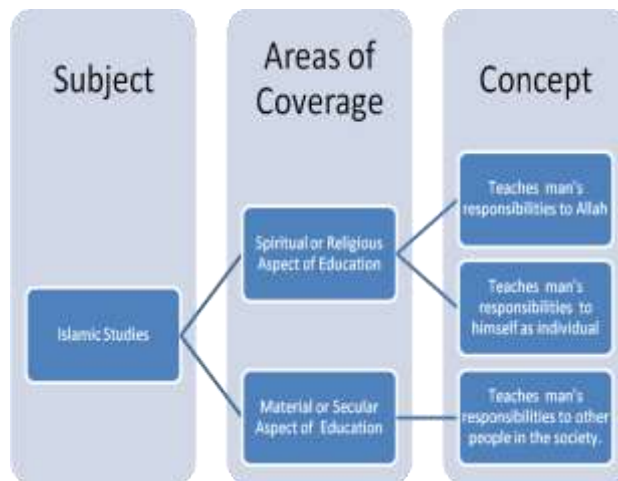 Subject
Areas of
Coverage
Concept
Islamic Studies
Spiritual or Religious
Aspect of Education
Material or Secular
Aspect of Education
Teaches man's
responsibilities to Allah
Teaches man's
responsibilities to
himself as individual
Teaches man's
responsibilities to other
people in the society.